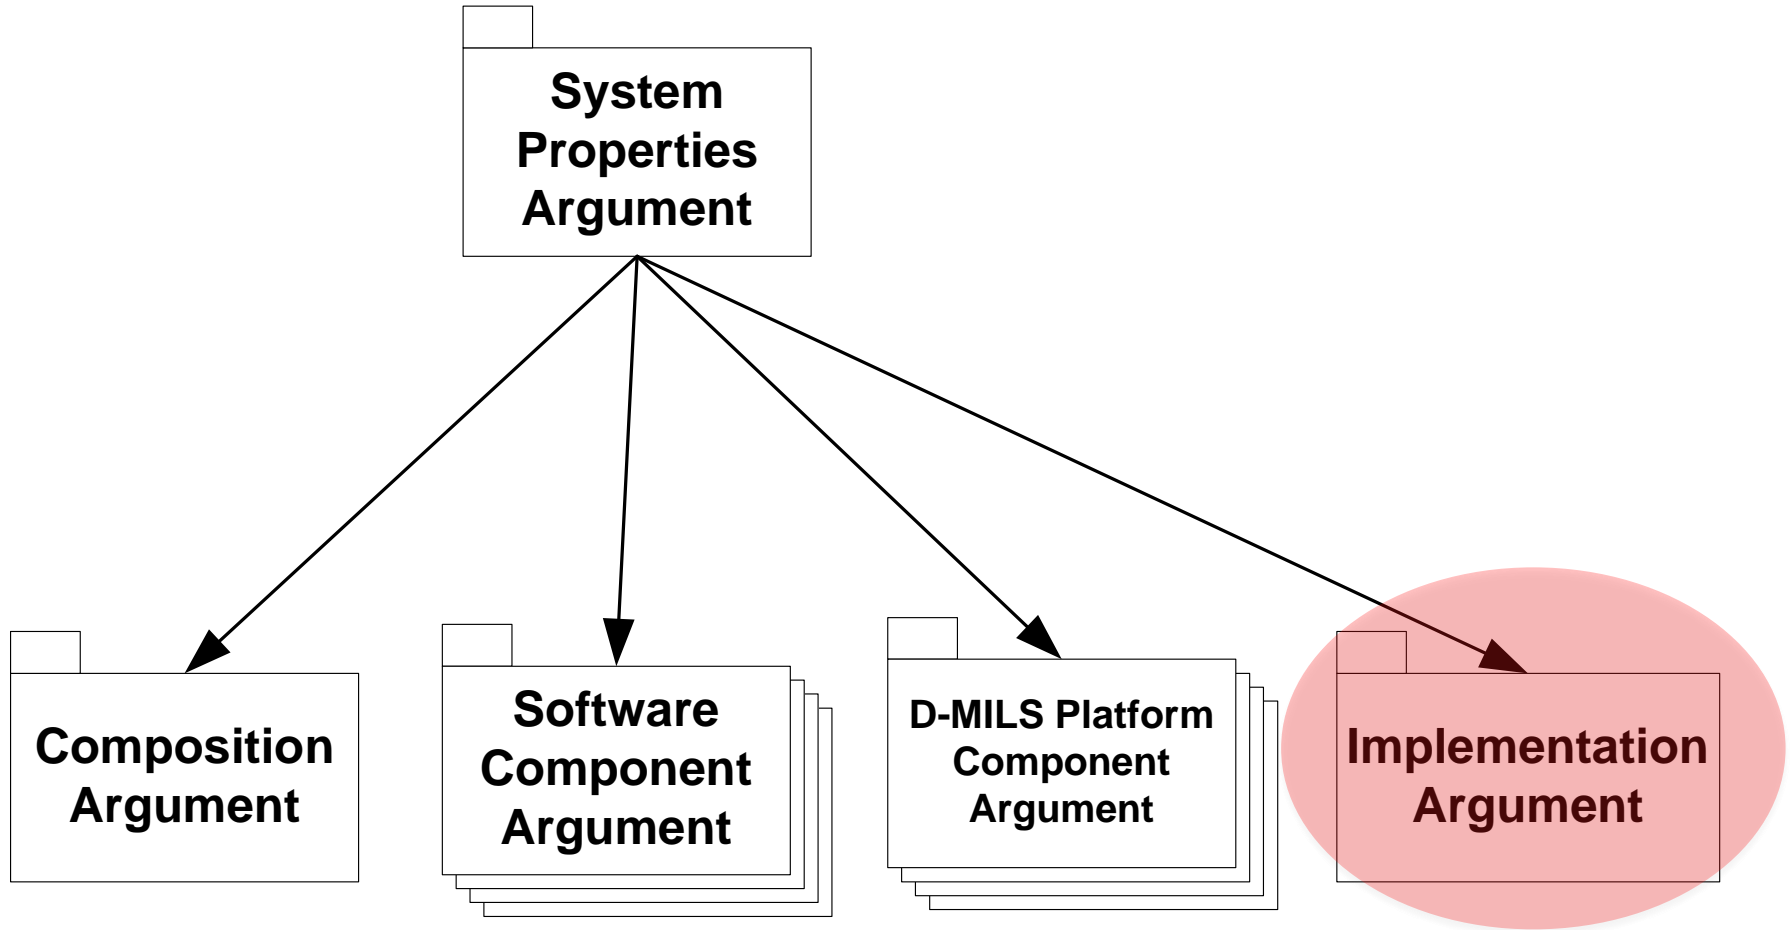 System
Properties
Argument
Composition
Argument
Software
Component
Argument
D-MILS Platform
Component
Argument
Implementation
Argument